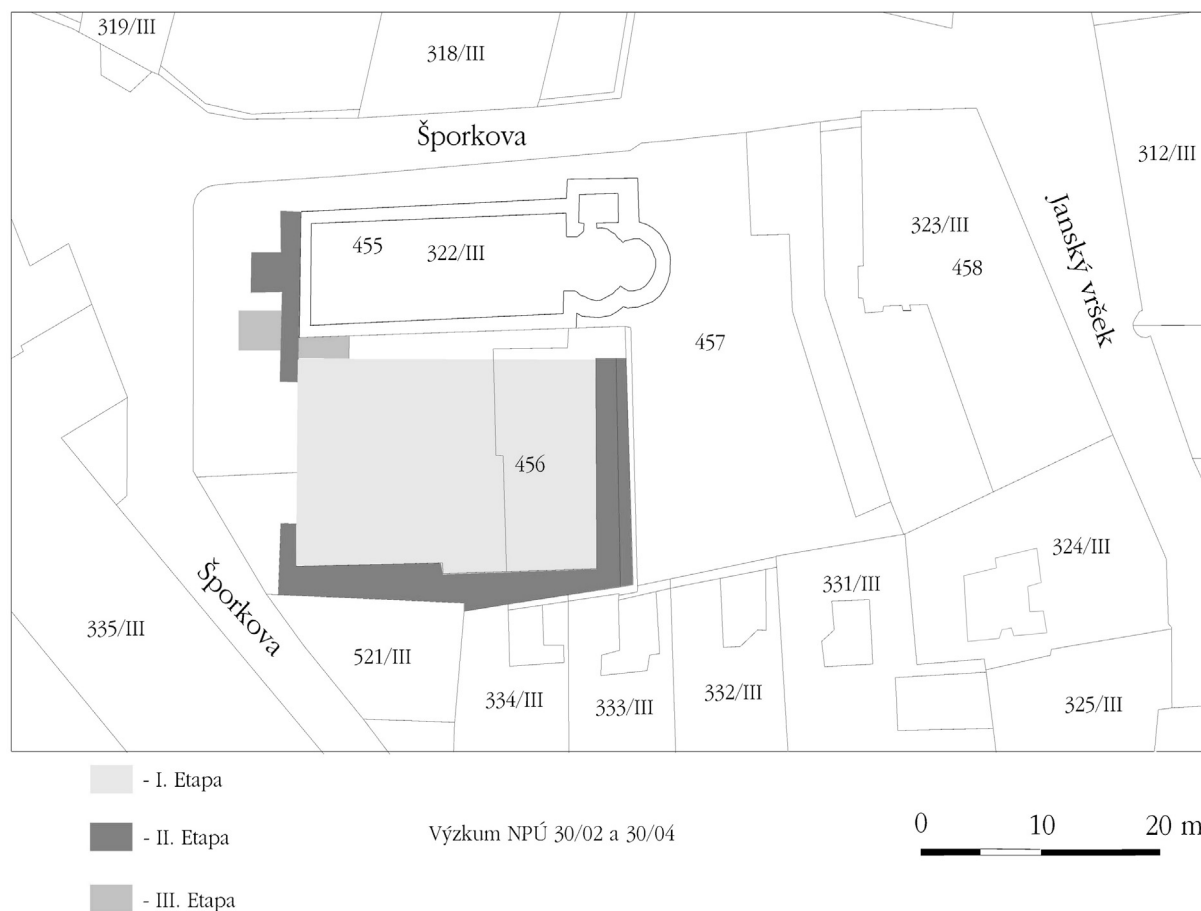 319/III
318/III
Šporkova
312/III
455
322/III
323/III
458
Janský vršek
457
456
Šporkova
335/III
521/III
334/III
333/III
332/III
331/III
324/III
325/III
- I. Etapa
- II. Etapa
- III. Etapa
Výzkum NPÚ 30/02 a 30/04
0 10 20 m